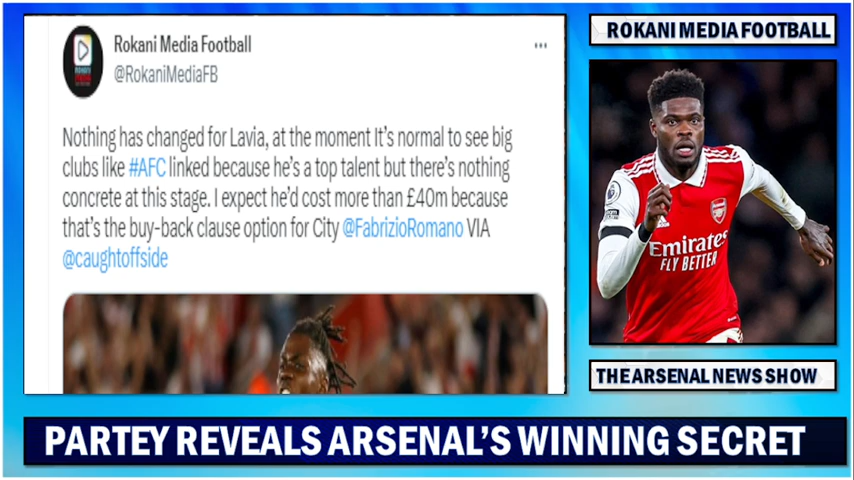 Rokani Media Football
@RokaniMediaFB
Nothing has changed for Lavia, at the moment It's normal to see big
clubs like #AFC linked because he's a top talent but there's nothing
concrete at this stage. I expect he'd cost more than £40m because
that's the buy-back clause option for City @FabrizioRomano VIA
@caughtoffside
ROKANI MEDIA FOOTBALL
Arsenal
Emirates
FLY BETTER
THE ARSENAL NEWS SHOW
PARTEY REVEALS ARSENAL'S WINNING SECRET